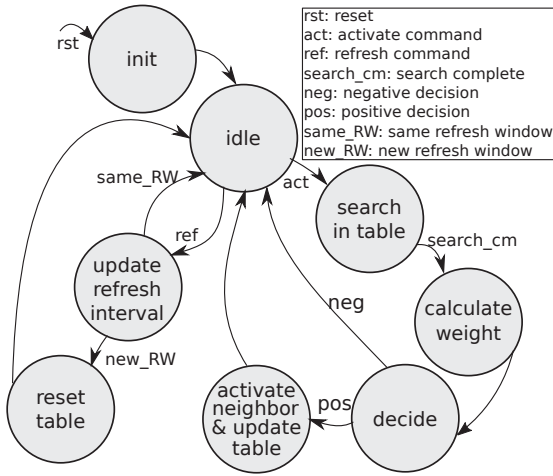 rst: reset
act: activate command
ref: refresh command
search_cm: search complete
neg: negative decision
pos: positive decision
same_RW: same refresh window
new_RW: new refresh window
rst
init
idle
same_RW
act
search
in table
ref
search_cm
update
refresh
interval
calculate
weight
neg
new_RW
reset
table
activate
neighbor
& update
table
pos
decide